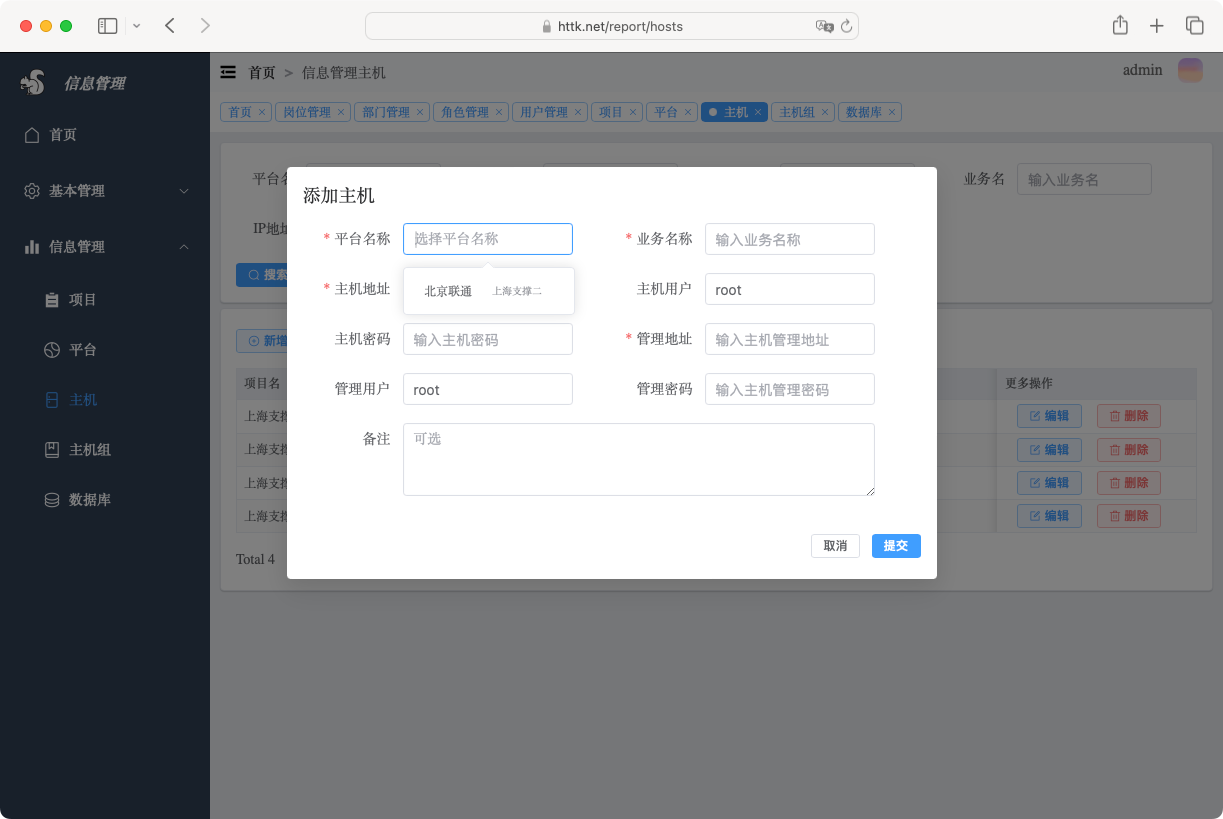 httk.net/report/hosts
信息管理
首页 > 信息管理主机
admin
首页 × 岗位管理 × 部门管理 × 角色管理 × 用户管理 × 项目 × 平台 × 主机 × 主机组 × 数据库 ×
首页
基本管理
信息管理
项目
平台
主机
主机组
数据库
平台名
业务名 输入业务名
IP地址
搜索
新增
项目名
更多操作
上海支撑
编辑 删除
上海支撑
编辑 删除
上海支撑
编辑 删除
上海支撑
编辑 删除
Total 4
添加主机
* 平台名称 选择平台名称 * 业务名称 输入业务名称
北京联通 上海支撑二
* 主机地址 主机用户 root
主机密码 输入主机密码 * 管理地址 输入主机管理地址
管理用户 root 管理密码 输入主机管理密码
备注 可选
取消 提交